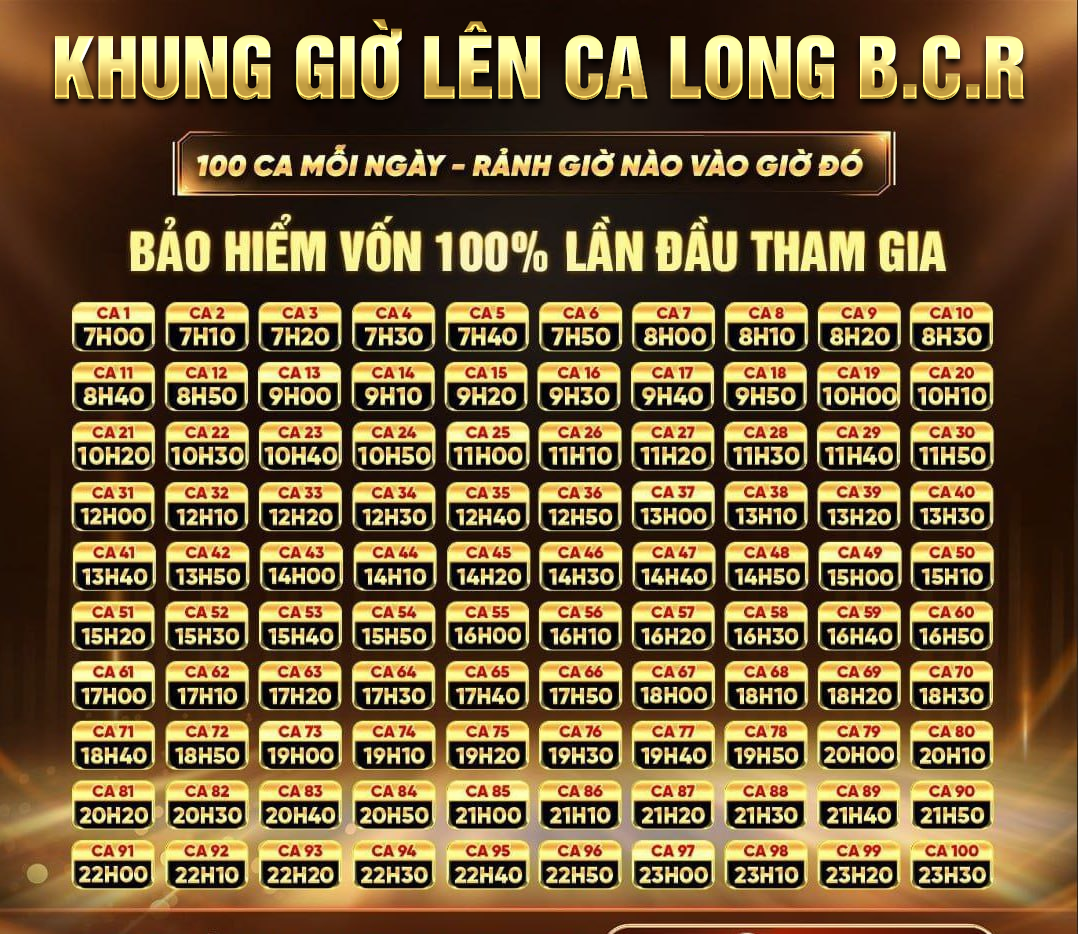 KHUNG GIỜ LÊN CA LONG B.C.R
100 CA MỖI NGÀY - RẢNH GIỜ NÀO VÀO GIỜ ĐÓ
BẢO HIỂM VỐN 100% LẦN ĐẦU THAM GIA
CA 1 CA 2 CA 3 CA 4 CA 5 CA 6 CA 7 CA 8 CA 9 CA 10
7H00 7H10 7H20 7H30 7H40 7H50 8H00 8H10 8H20 8H30
CA 11 CA 12 CA 13 CA 14 CA 15 CA 16 CA 17 CA 18 CA 19 CA 20
8H40 8H50 9H00 9H10 9H20 9H30 9H40 9H50 10H00 10H10
CA 21 CA 22 CA 23 CA 24 CA 25 CA 26 CA 27 CA 28 CA 29 CA 30
10H20 10H30 10H40 10H50 11H00 11H10 11H20 11H30 11H40 11H50
CA 31 CA 32 CA 33 CA 34 CA 35 CA 36 CA 37 CA 38 CA 39 CA 40
12H00 12H10 12H20 12H30 12H40 12H50 13H00 13H10 13H20 13H30
CA 41 CA 42 CA 43 CA 44 CA 45 CA 46 CA 47 CA 48 CA 49 CA 50
13H40 13H50 14H00 14H10 14H20 14H30 14H40 14H50 15H00 15H10
CA 51 CA 52 CA 53 CA 54 CA 55 CA 56 CA 57 CA 58 CA 59 CA 60
15H20 15H30 15H40 15H50 16H00 16H10 16H20 16H30 16H40 16H50
CA 61 CA 62 CA 63 CA 64 CA 65 CA 66 CA 67 CA 68 CA 69 CA 70
17H00 17H10 17H20 17H30 17H40 17H50 18H00 18H10 18H20 18H30
CA 71 CA 72 CA 73 CA 74 CA 75 CA 76 CA 77 CA 78 CA 79 CA 80
18H40 18H50 19H00 19H10 19H20 19H30 19H40 19H50 20H00 20H10
CA 81 CA 82 CA 83 CA 84 CA 85 CA 86 CA 87 CA 88 CA 89 CA 90
20H20 20H30 20H40 20H50 21H00 21H10 21H20 21H30 21H40 21H50
CA 91 CA 92 CA 93 CA 94 CA 95 CA 96 CA 97 CA 98 CA 99 CA 100
22H00 22H10 22H20 22H30 22H40 22H50 23H00 23H10 23H20 23H30